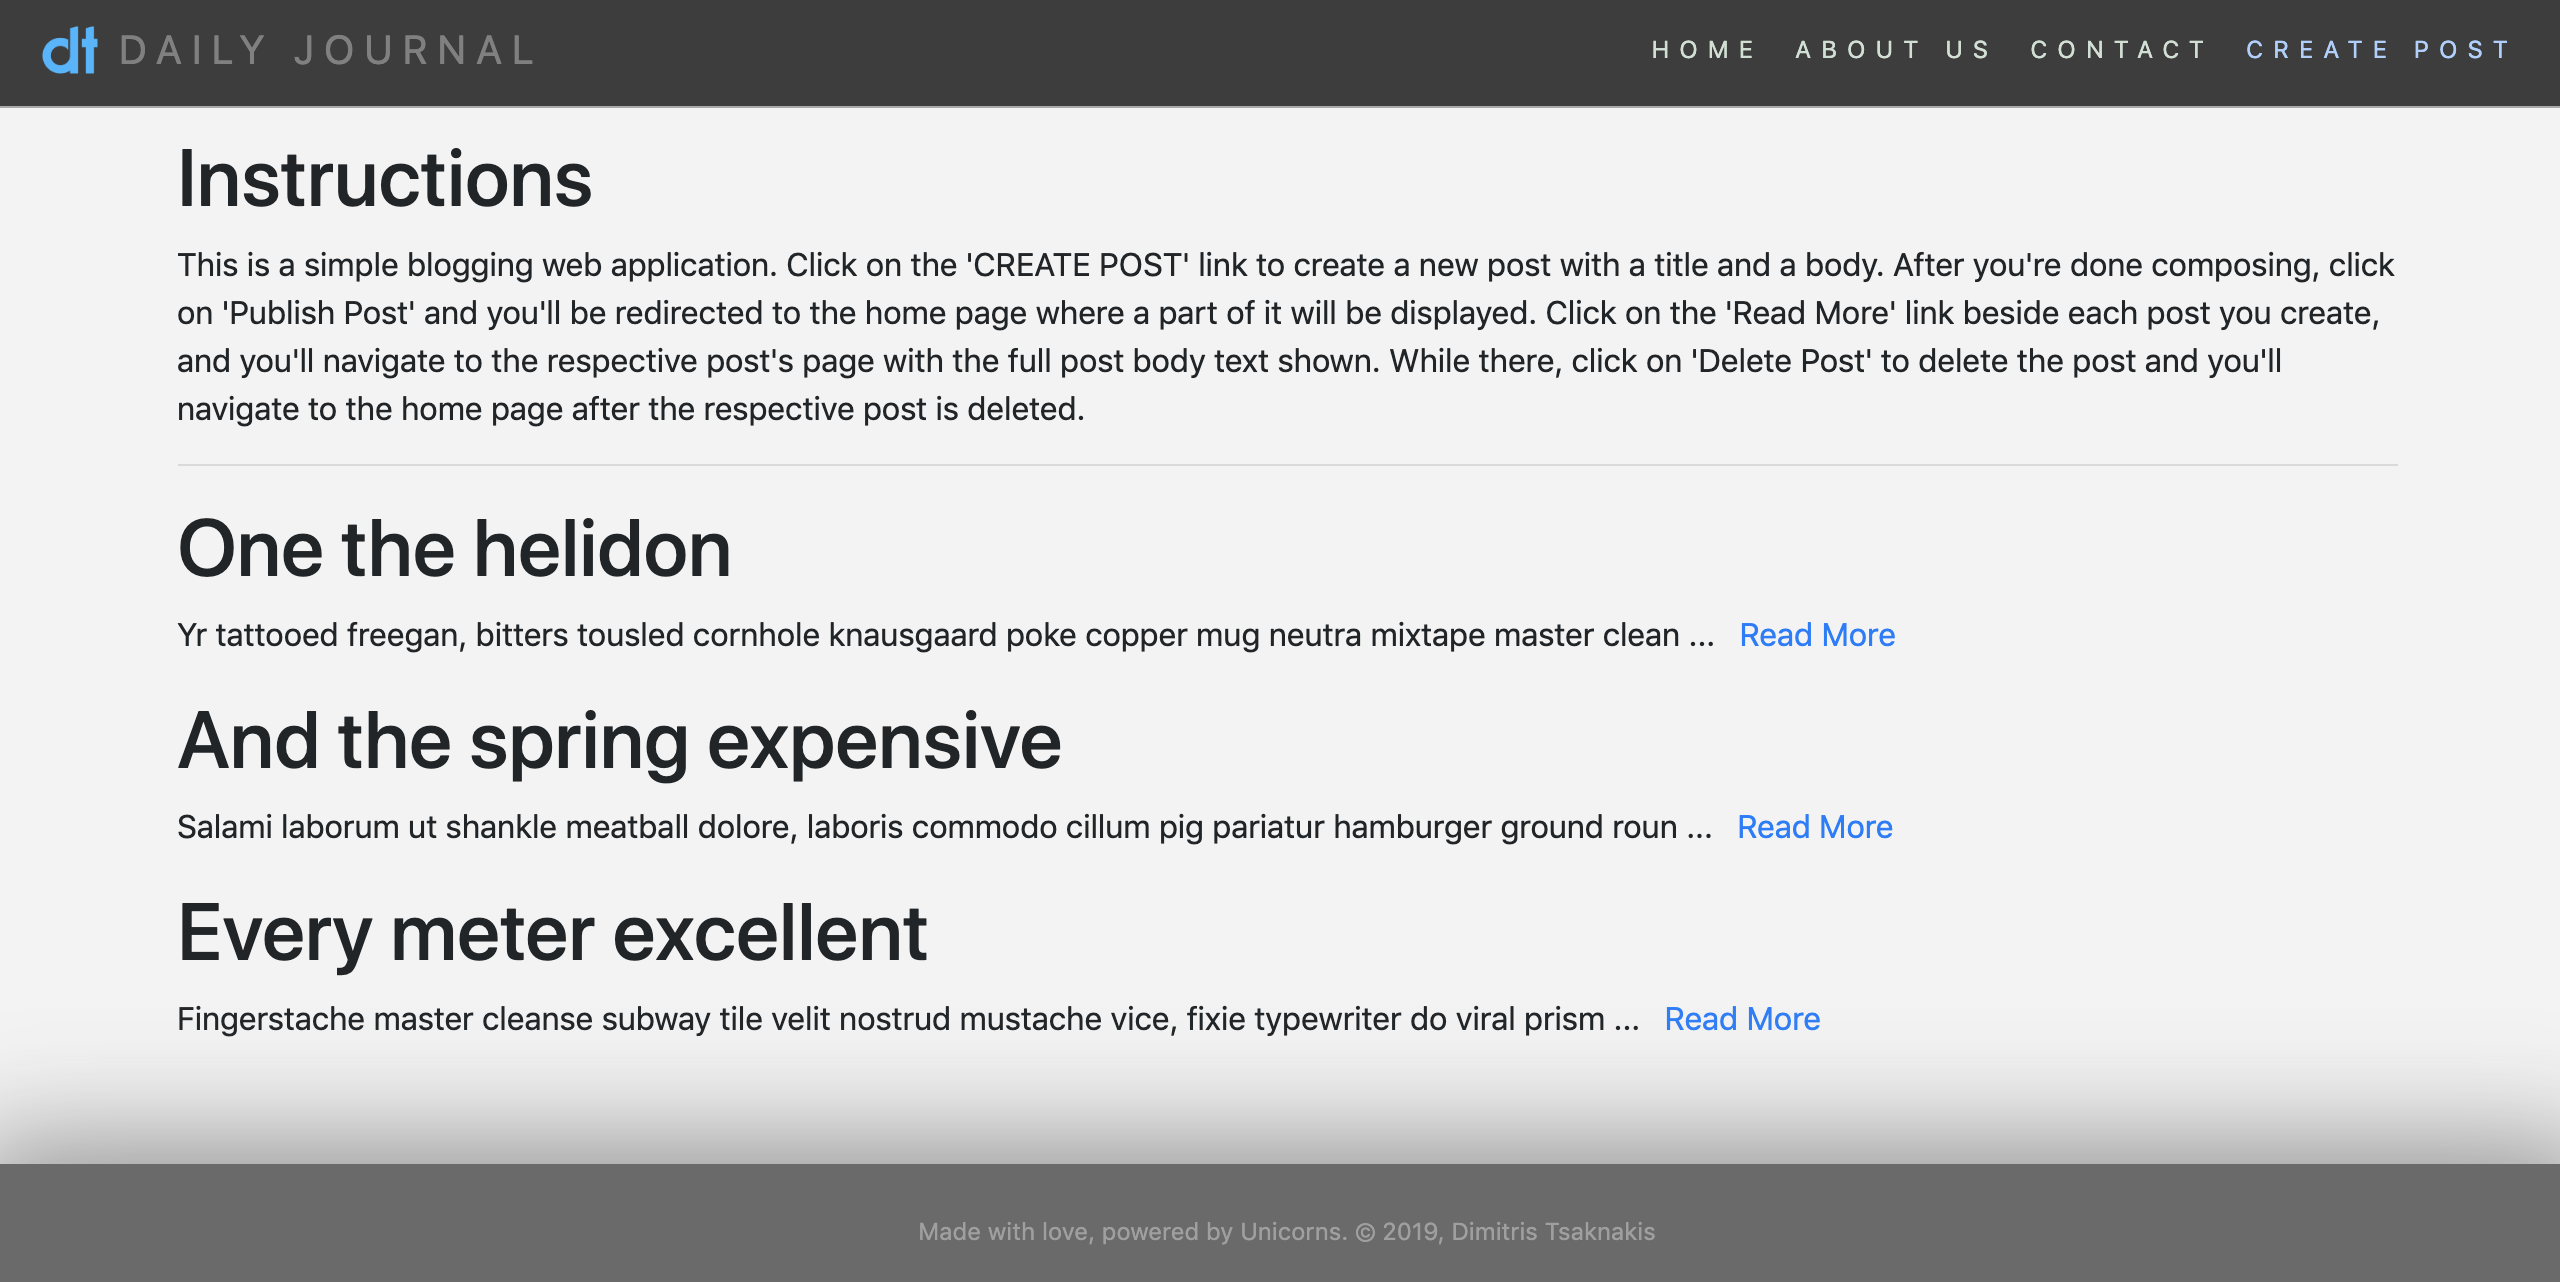 dt DAILY JOURNAL HOME ABOUT US CONTACT CREATE POST
Instructions
This is a simple blogging web application. Click on the 'CREATE POST' link to create a new post with a title and a body. After you're done composing, click
on 'Publish Post' and you'll be redirected to the home page where a part of it will be displayed. Click on the 'Read More' link beside each post you create,
and you'll navigate to the respective post's page with the full post body text shown. While there, click on 'Delete Post' to delete the post and you'll
navigate to the home page after the respective post is deleted.
One the helidon
Yr tattooed freegan, bitters tousled cornhole knausgaard poke copper mug neutra mixtape master clean ... Read More
And the spring expensive
Salami laborum ut shankle meatball dolore, laboris commodo cillum pig pariatur hamburger ground roun ... Read More
Every meter excellent
Fingerstache master cleanse subway tile velit nostrud mustache vice, fixie typewriter do viral prism ... Read More
Made with love, powered by Unicorns. © 2019, Dimitris Tsaknakis